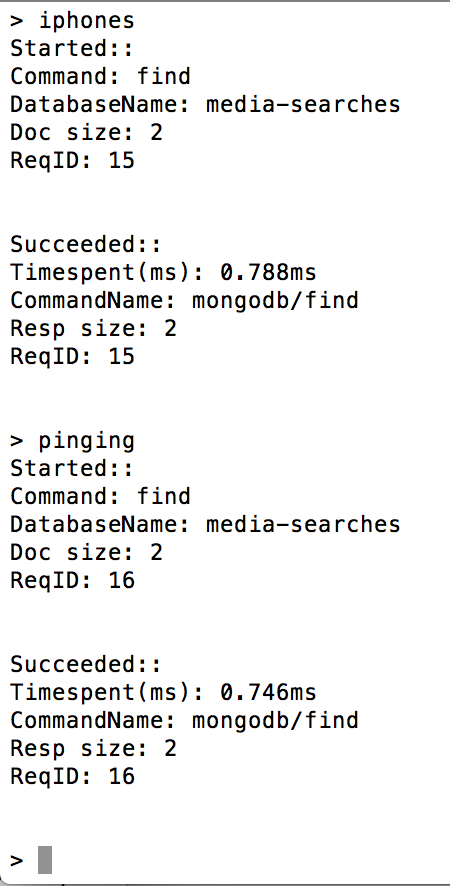 > iphones
Started::
Command: find
DatabaseName: media-searches
Doc size: 2
ReqID: 15
Succeeded::
Timespent(ms): 0.788ms
CommandName: mongodb/find
Resp size: 2
ReqID: 15
> pinging
Started::
Command: find
DatabaseName: media-searches
Doc size: 2
ReqID: 16
Succeeded::
Timespent(ms): 0.746ms
CommandName: mongodb/find
Resp size: 2
ReqID: 16
>